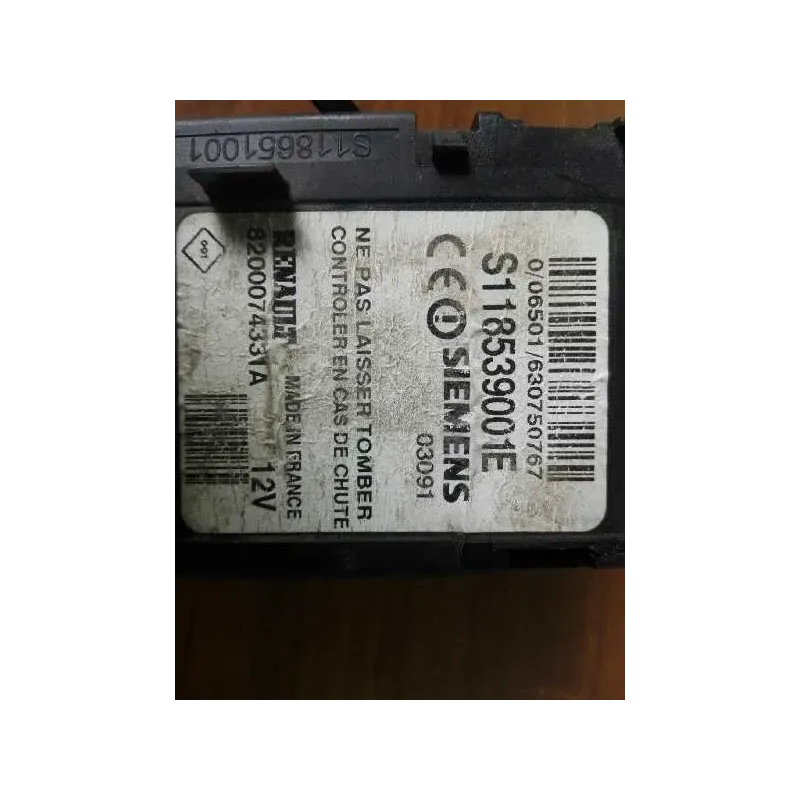 S118651001
0/06501/630750767
S118539001E
CE SIEMENS
03091
NE PAS LAISSER TOMBER
CONTROLER EN CAS DE CHUTE
RENAULT MADE IN FRANCE
8200074331A 12V
001